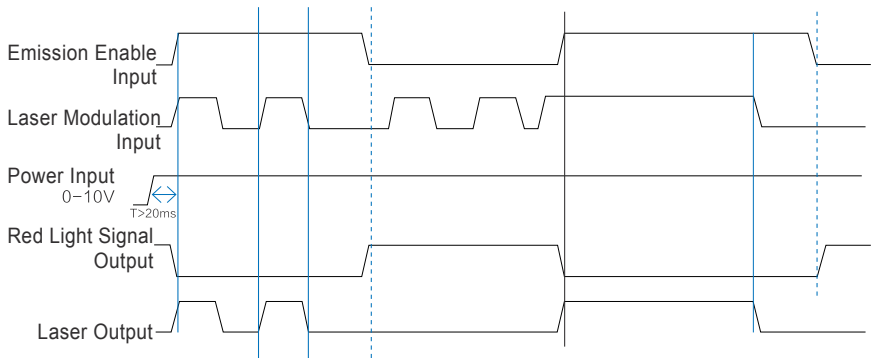 Emission Enable
Input
Laser Modulation
Input
Power Input
0-10V
T>20ms
Red Light Signal
Output
Laser Output